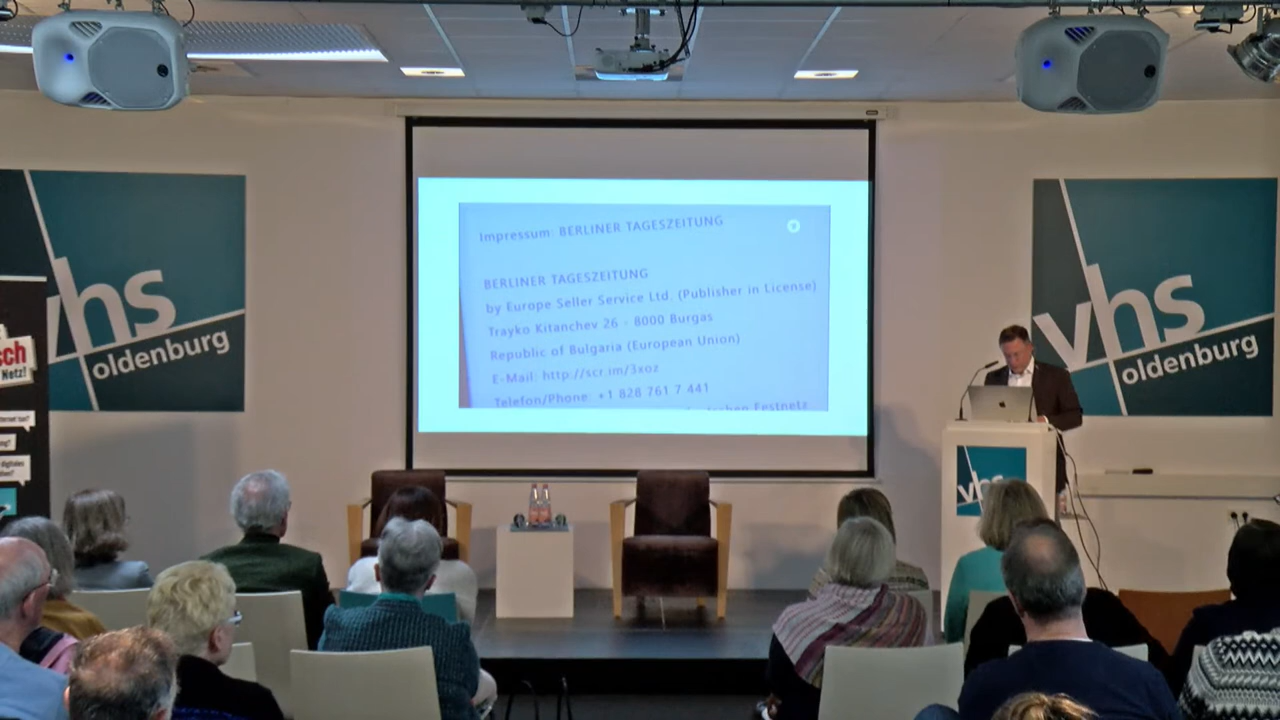 vhs
oldenburg
sch
Netz!
Impressum: BERLINER TAGESZEITUNG
BERLINER TAGESZEITUNG
by Europe Seller Service Ltd. (Publisher in License)
Trayko Kitanchev 26 - 8000 Burgas
Republic of Bulgaria (European Union)
E-Mail: http://scr.im/3xoz
Telefon/Phone: +1 828 761 7 441
Festnetz
vhs
oldenburg
vhs